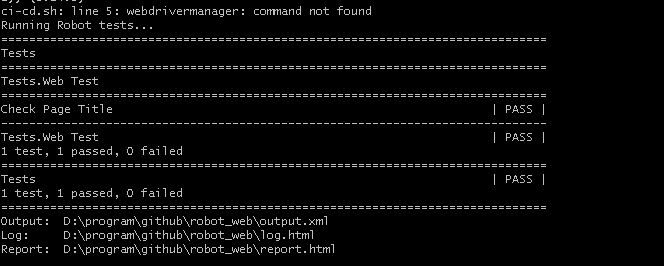 ci-cd.sh: line 5: webdrivermanager: command not found
Running Robot tests...
==============================================================================
Tests
==============================================================================
Tests.Web Test
==============================================================================
Check Page Title                                                      | PASS |
------------------------------------------------------------------------------
Tests.Web Test                                                        | PASS |
1 test, 1 passed, 0 failed
==============================================================================
Tests                                                                 | PASS |
1 test, 1 passed, 0 failed
==============================================================================
Output:  D:\program\github\robot_web\output.xml
Log:     D:\program\github\robot_web\log.html
Report:  D:\program\github\robot_web\report.html